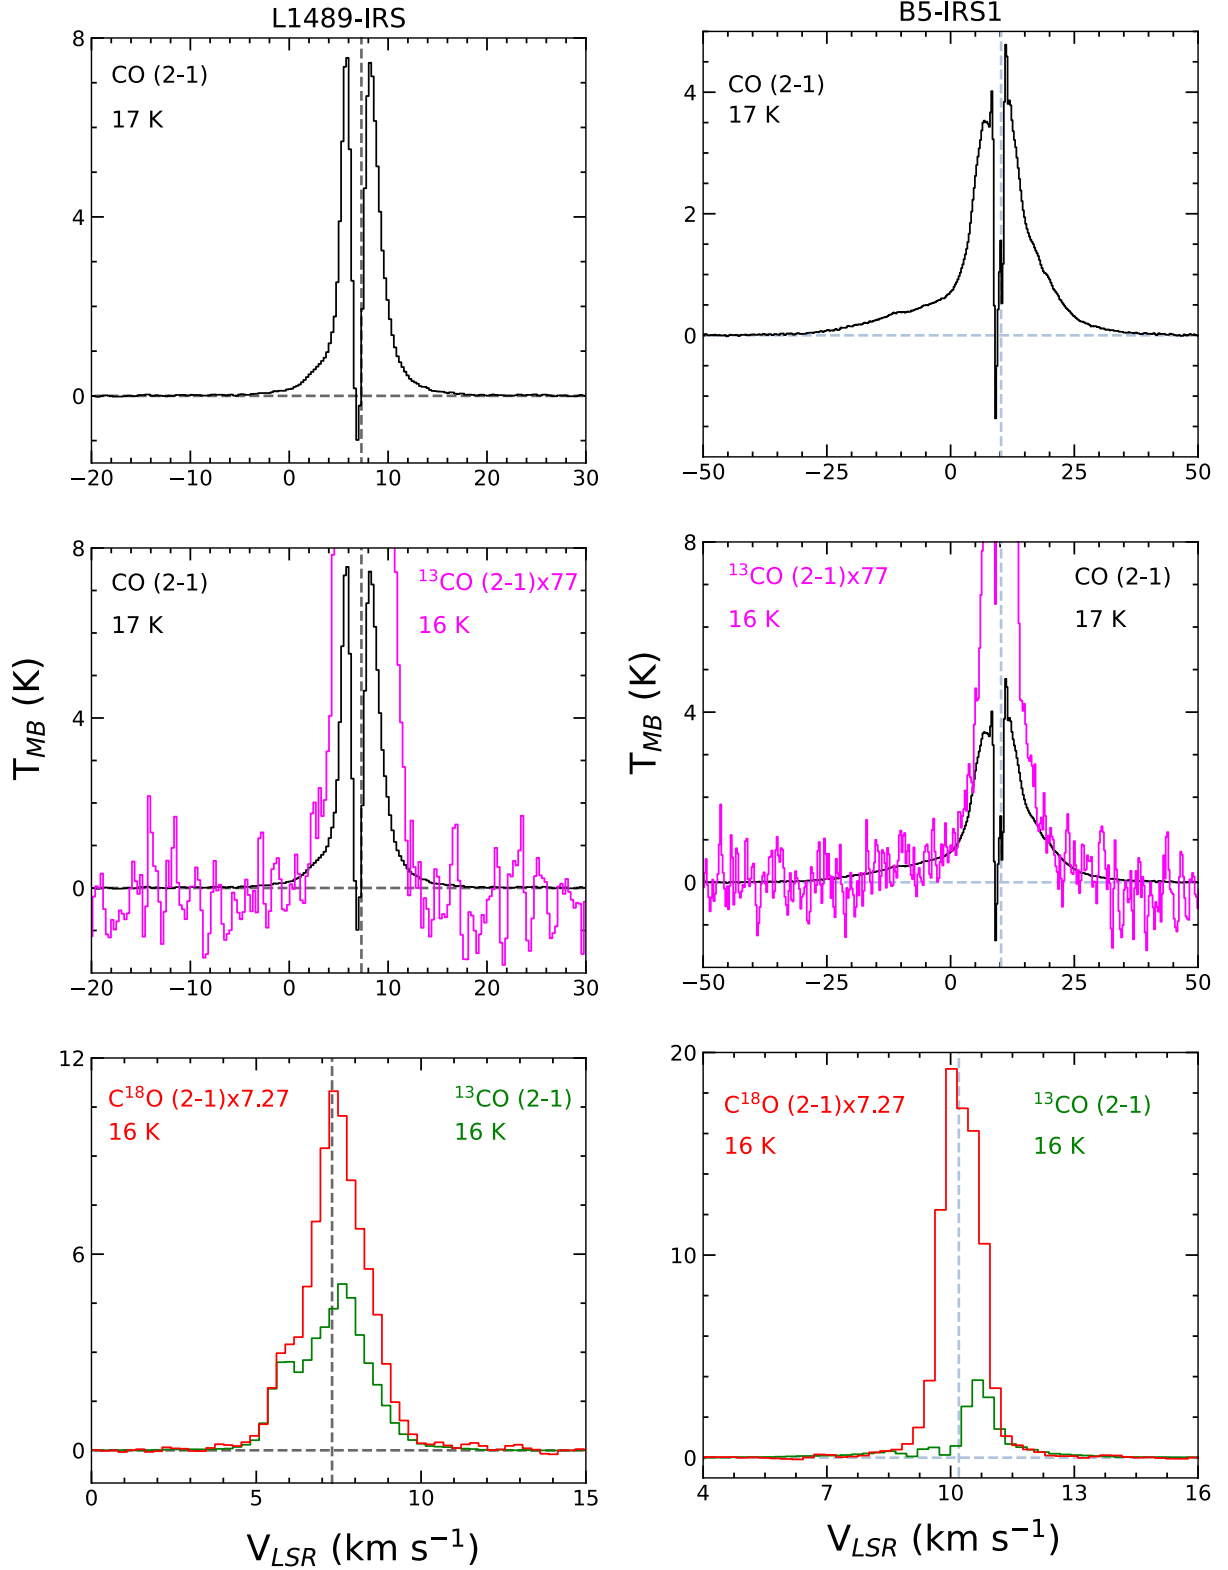 L1489-IRS
B5-IRS1
8
4
0
CO (2-1)
17 K
−20 −10 0 10 20 30
4
2
0
CO (2-1)
17 K
−50 −25 0 25 50
8
4
0
CO (2-1)
17 K
¹³CO (2-1)x77
16 K
−20 −10 0 10 20 30
8
4
0
¹³CO (2-1)x77
16 K
CO (2-1)
17 K
−50 −25 0 25 50
T_MB (K)
T_MB (K)
12
6
0
C¹⁸O (2-1)x7.27
16 K
¹³CO (2-1)
16 K
0 5 10 15
20
10
0
C¹⁸O (2-1)x7.27
16 K
¹³CO (2-1)
16 K
4 7 10 13 16
V_LSR (km s⁻¹)
V_LSR (km s⁻¹)